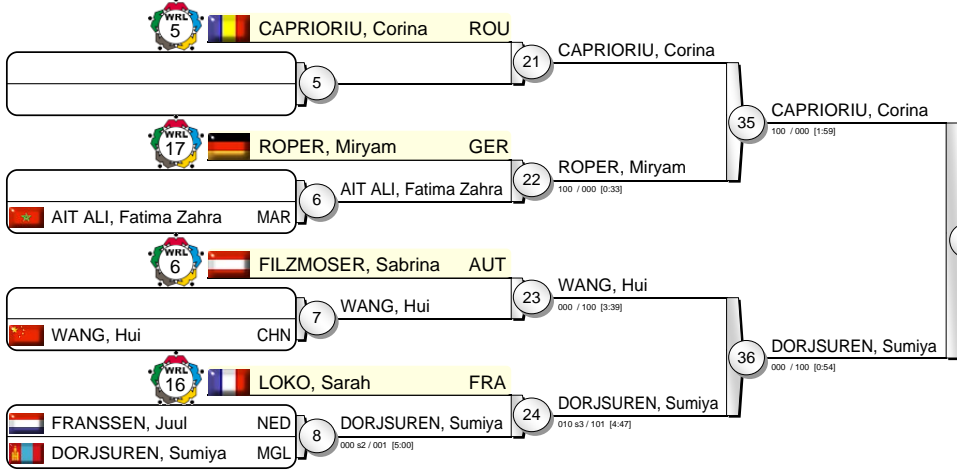 WRL 5 CAPRIORIU, Corina ROU
21 CAPRIORIU, Corina
5
35 CAPRIORIU, Corina
100 / 000 [1:59]
WRL 17 ROPER, Miryam GER
22 ROPER, Miryam
100 / 000 [0:33]
6 AIT ALI, Fatima Zahra
AIT ALI, Fatima Zahra MAR
WRL 6 FILZMOSER, Sabrina AUT
23 WANG, Hui
000 / 100 [3:39]
7 WANG, Hui
WANG, Hui CHN
36 DORJSUREN, Sumiya
000 / 100 [0:54]
WRL 16 LOKO, Sarah FRA
24 DORJSUREN, Sumiya
010 s3 / 101 [4:47]
FRANSSEN, Juul NED
8 DORJSUREN, Sumiya
000 s2 / 001 [5:00]
DORJSUREN, Sumiya MGL